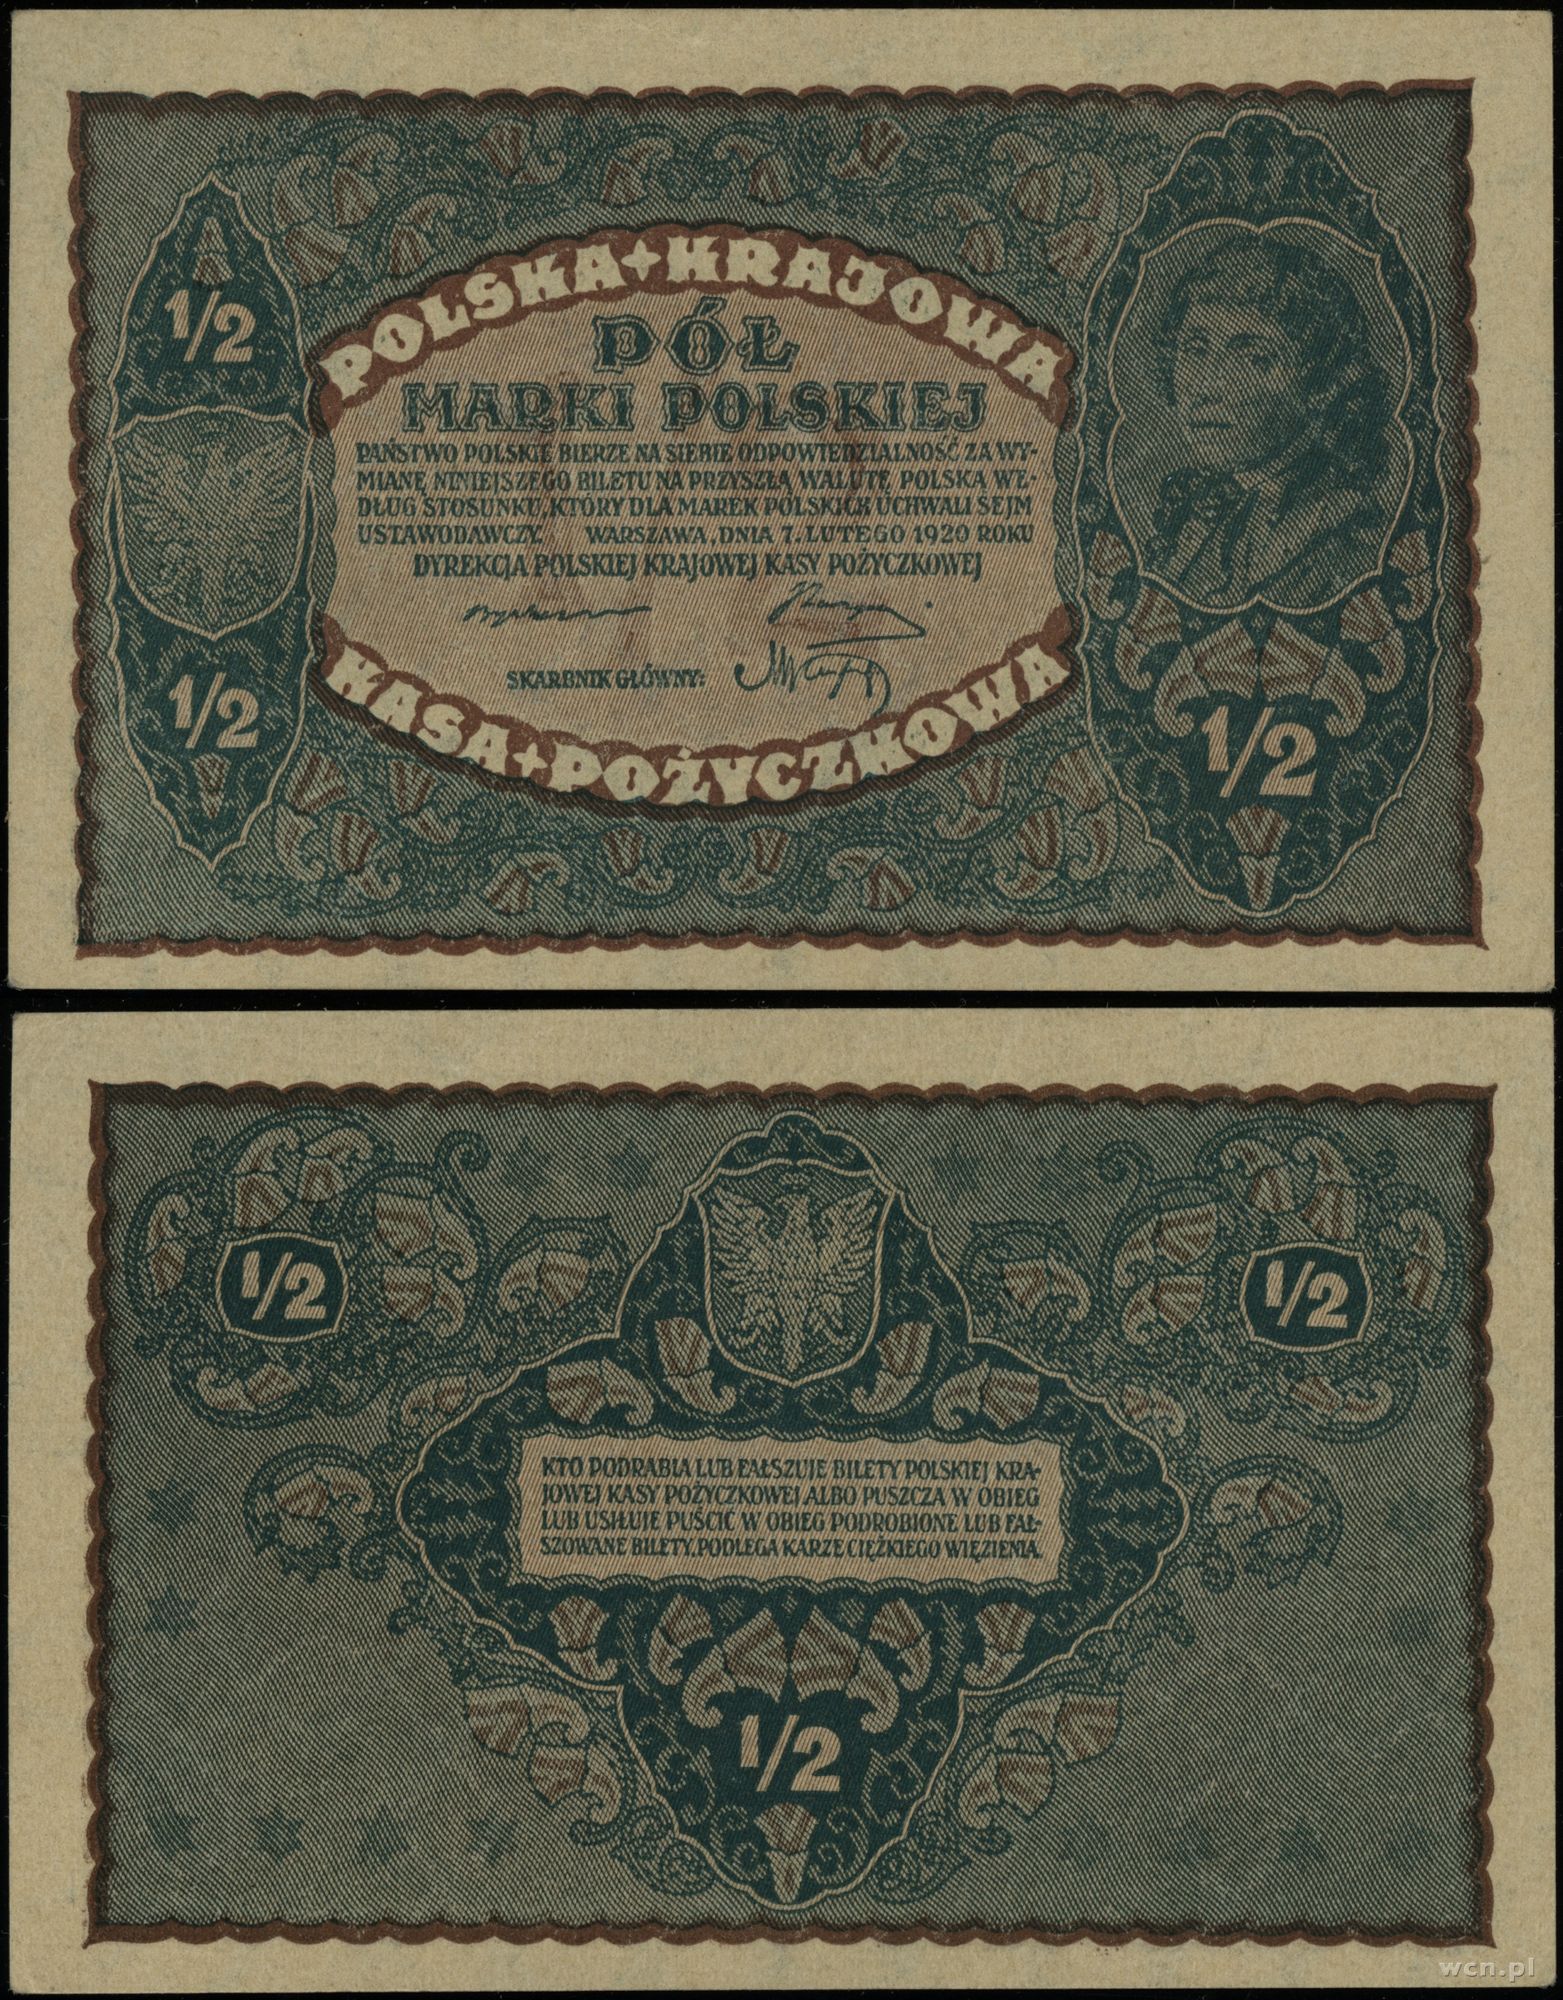 POLSKA + KRAJOWA
1/2
PÓŁ
MARKI POLSKIEJ
PAŃSTWO POLSKIE BIERZE NA SIEBIE ODPOWIEDZIALNOŚĆ ZA WY-
MIANĘ NINIEJSZEGO BILETU NA PRZYSZŁĄ WALUTĘ POLSKĄ WE-
DŁUG STOSUNKU, KTÓRY DLA MAREK POLSKICH UCHWALI SEJM
USTAWODAWCZY. WARSZAWA, DNIA 7. LUTEGO 1920 ROKU
DYREKCJA POLSKIEJ KRAJOWEJ KASY POŻYCZKOWEJ
SKARBNIK GŁÓWNY:
1/2
1/2
KASA + POŻYCZKOWA
1/2
1/2
KTO PODRABIA LUB FAŁSZUJE BILETY POLSKIEJ KRA-
JOWEJ KASY POŻYCZKOWEJ ALBO PUSZCZA W OBIEG
LUB USIŁUJE PUŚCIĆ W OBIEG PODROBIONE LUB FAŁ-
SZOWANE BILETY, PODLEGA KARZE CIĘŻKIEGO WIĘZIENIA.
1/2
wcn.pl